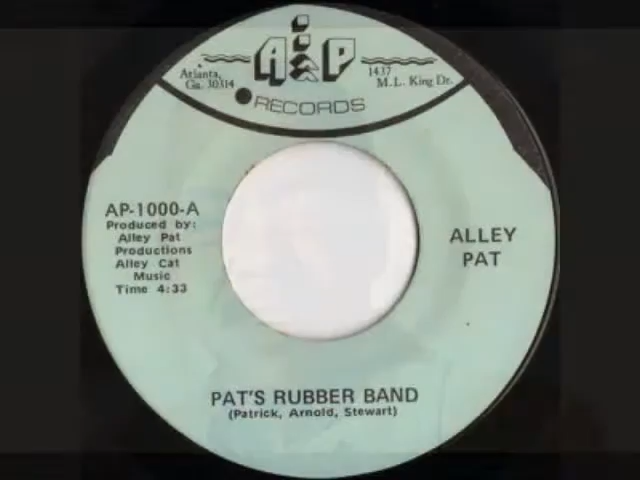 A&P
Atlanta,
Ga. 30314
1437
M.L. King Dr.
RECORDS
AP-1000-A
Produced by:
Alley Pat
Productions
Alley Cat
Music
Time 4:33
ALLEY
PAT
PAT'S RUBBER BAND
(Patrick, Arnold, Stewart)